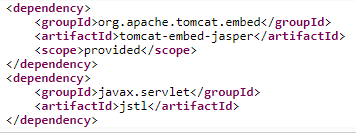 <dependency>
    <groupId>org.apache.tomcat.embed</groupId>
    <artifactId>tomcat-embed-jasper</artifactId>
    <scope>provided</scope>
</dependency>
<dependency>
    <groupId>javax.servlet</groupId>
    <artifactId>jstl</artifactId>
</dependency>